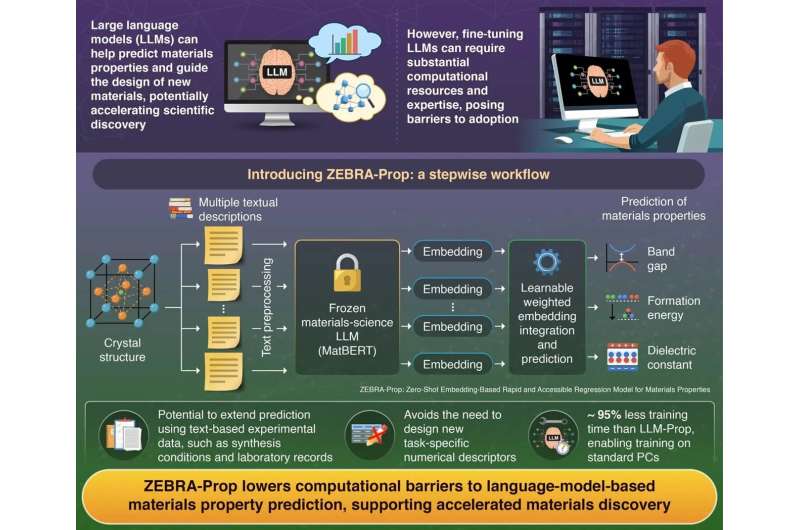 Large language
models (LLMs) can
help predict materials
properties and guide
the design of new
materials, potentially
accelerating scientific
discovery
LLM
However, fine-tuning
LLMs can require
substantial
computational
resources and
expertise, posing
barriers to adoption
LLM
Introducing ZEBRA-Prop: a stepwise workflow
Crystal
structure
Multiple textual
descriptions
Text preprocessing
Frozen
materials-science
LLM
(MatBERT)
Embedding
Embedding
Embedding
Embedding
Learnable
weighted
embedding
integration
and
prediction
Prediction of
materials properties
Band
gap
Formation
energy
Dielectric
constant
ZEBRA-Prop: Zero-Shot Embedding-Based Rapid and Accessible Regression Model for Materials Properties
Potential to extend prediction
using text-based experimental
data, such as synthesis
conditions and laboratory records
Avoids the need to
design new
task-specific
numerical descriptors
LLM
~ 95% less training
time than LLM-Prop,
enabling training on
standard PCs
ZEBRA-Prop lowers computational barriers to language-model-based
materials property prediction, supporting accelerated materials discovery